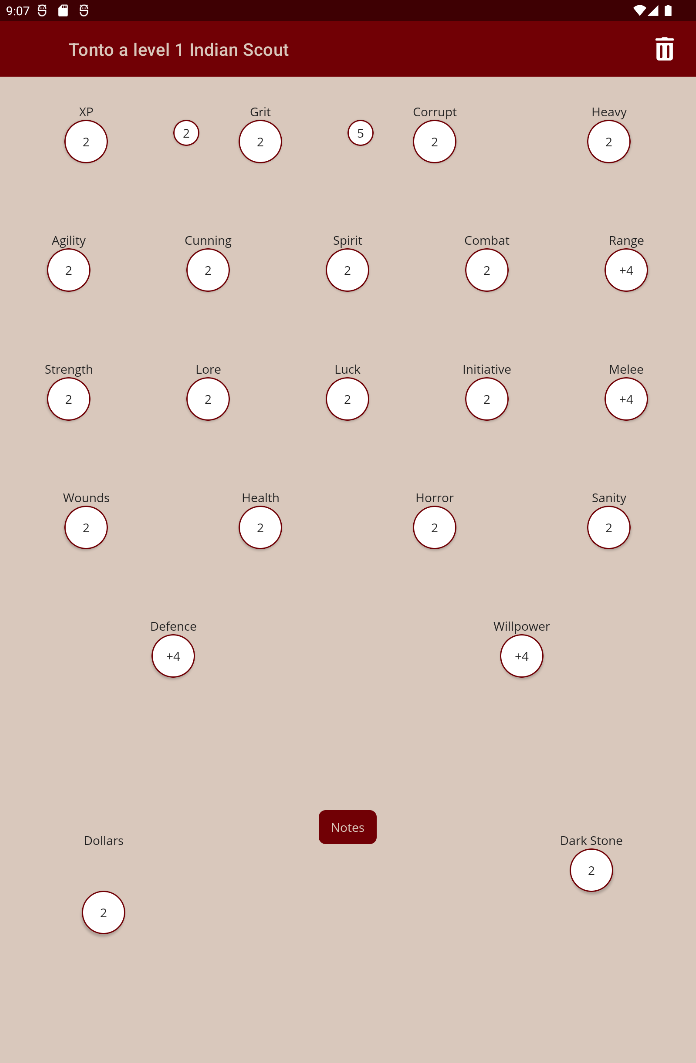 9:07
Tonto a level 1 Indian Scout
XP Grit Corrupt Heavy
2 2 2 5 2 2
Agility Cunning Spirit Combat Range
2 2 2 2 +4
Strength Lore Luck Initiative Melee
2 2 2 2 +4
Wounds Health Horror Sanity
2 2 2 2
Defence Willpower
+4 +4
Notes
Dollars Dark Stone
2
2